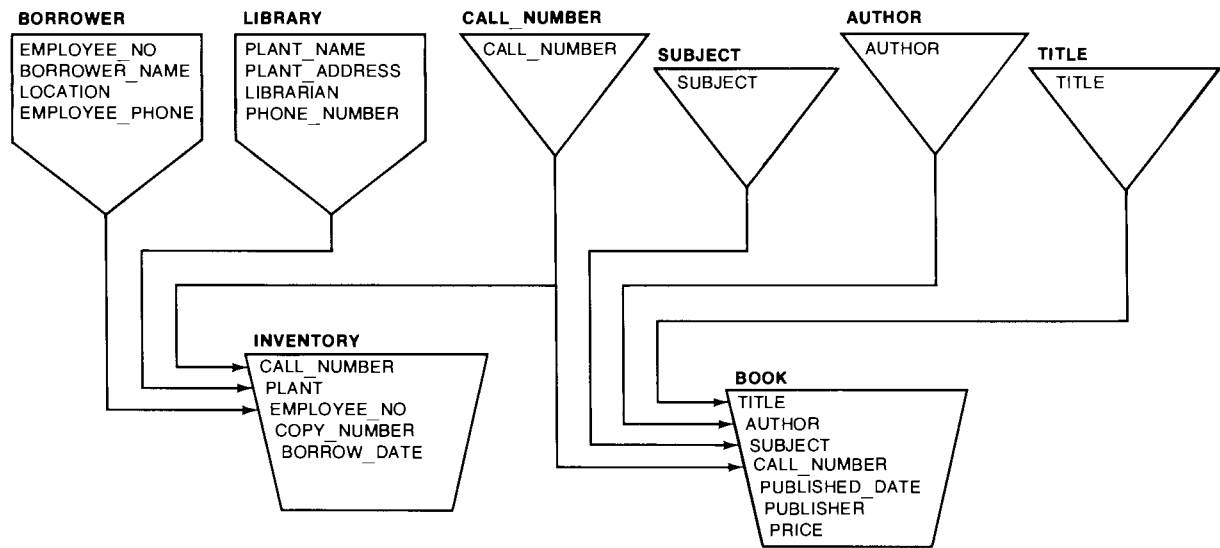 BORROWER
EMPLOYEE_NO
BORROWER_NAME
LOCATION
EMPLOYEE_PHONE
LIBRARY
PLANT_NAME
PLANT_ADDRESS
LIBRARIAN
PHONE_NUMBER
CALL_NUMBER
CALL_NUMBER
SUBJECT
SUBJECT
AUTHOR
AUTHOR
TITLE
TITLE
INVENTORY
CALL_NUMBER
PLANT
EMPLOYEE_NO
COPY_NUMBER
BORROW_DATE
BOOK
TITLE
AUTHOR
SUBJECT
CALL_NUMBER
PUBLISHED_DATE
PUBLISHER
PRICE